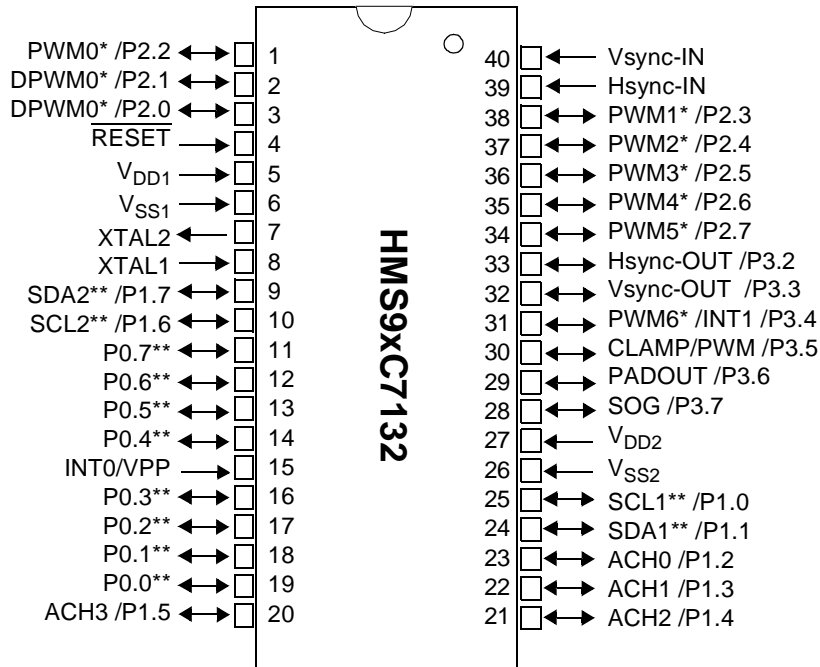 PWM0* /P2.2 1
DPWM0* /P2.1 2
DPWM0* /P2.0 3
RESET 4
VDD1 5
VSS1 6
XTAL2 7
XTAL1 8
SDA2** /P1.7 9
SCL2** /P1.6 10
P0.7** 11
P0.6** 12
P0.5** 13
P0.4** 14
INT0/VPP 15
P0.3** 16
P0.2** 17
P0.1** 18
P0.0** 19
ACH3 /P1.5 20
HMS9xC7132
40 Vsync-IN
39 Hsync-IN
38 PWM1* /P2.3
37 PWM2* /P2.4
36 PWM3* /P2.5
35 PWM4* /P2.6
34 PWM5* /P2.7
33 Hsync-OUT /P3.2
32 Vsync-OUT /P3.3
31 PWM6* /INT1 /P3.4
30 CLAMP/PWM /P3.5
29 PADOUT /P3.6
28 SOG /P3.7
27 VDD2
26 VSS2
25 SCL1** /P1.0
24 SDA1** /P1.1
23 ACH0 /P1.2
22 ACH1 /P1.3
21 ACH2 /P1.4